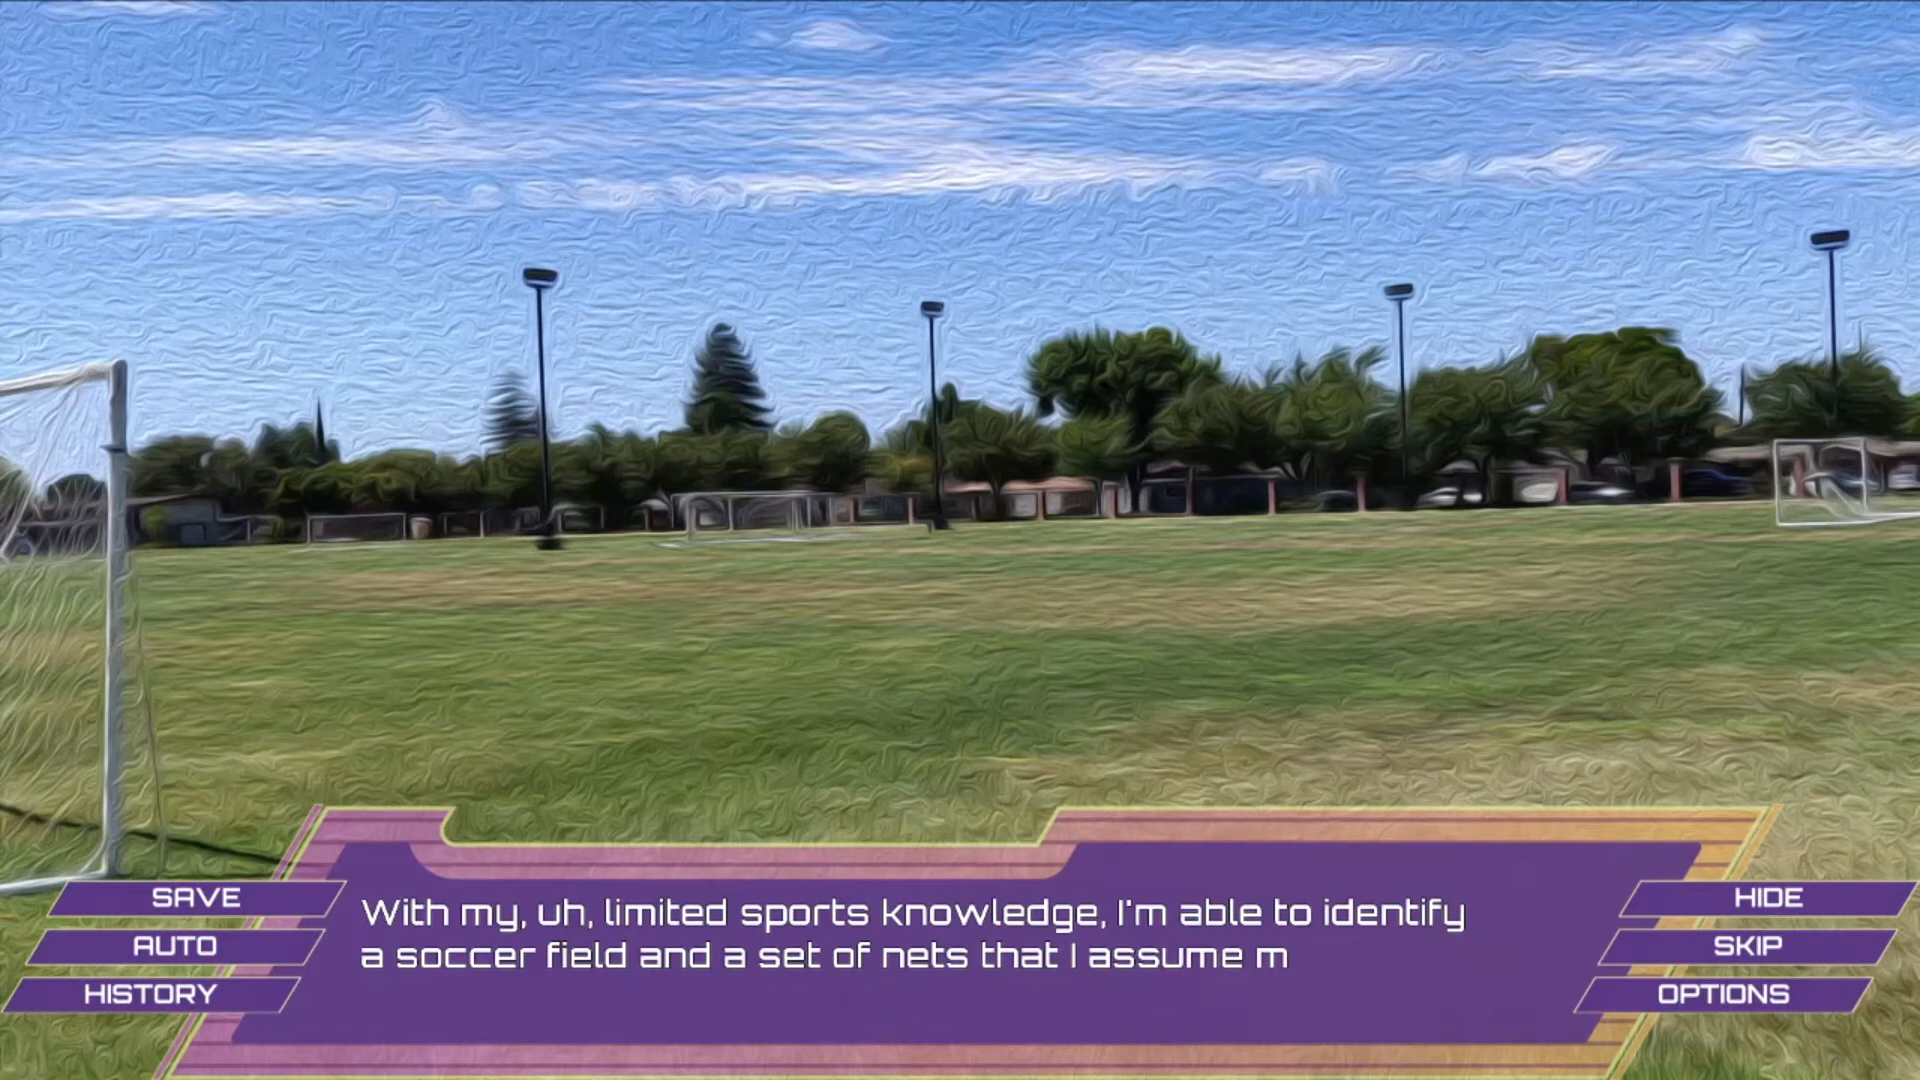 With my, uh, limited sports knowledge, I'm able to identify
a soccer field and a set of nets that I assume m
SAVE
AUTO
HISTORY
HIDE
SKIP
OPTIONS